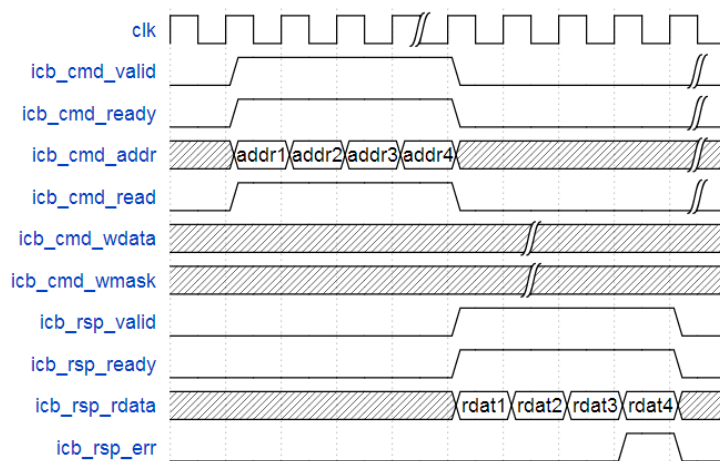 clk
icb_cmd_valid
icb_cmd_ready
icb_cmd_addr addr1 addr2 addr3 addr4
icb_cmd_read
icb_cmd_wdata
icb_cmd_wmask
icb_rsp_valid
icb_rsp_ready
icb_rsp_rdata rdat1 rdat2 rdat3 rdat4
icb_rsp_err